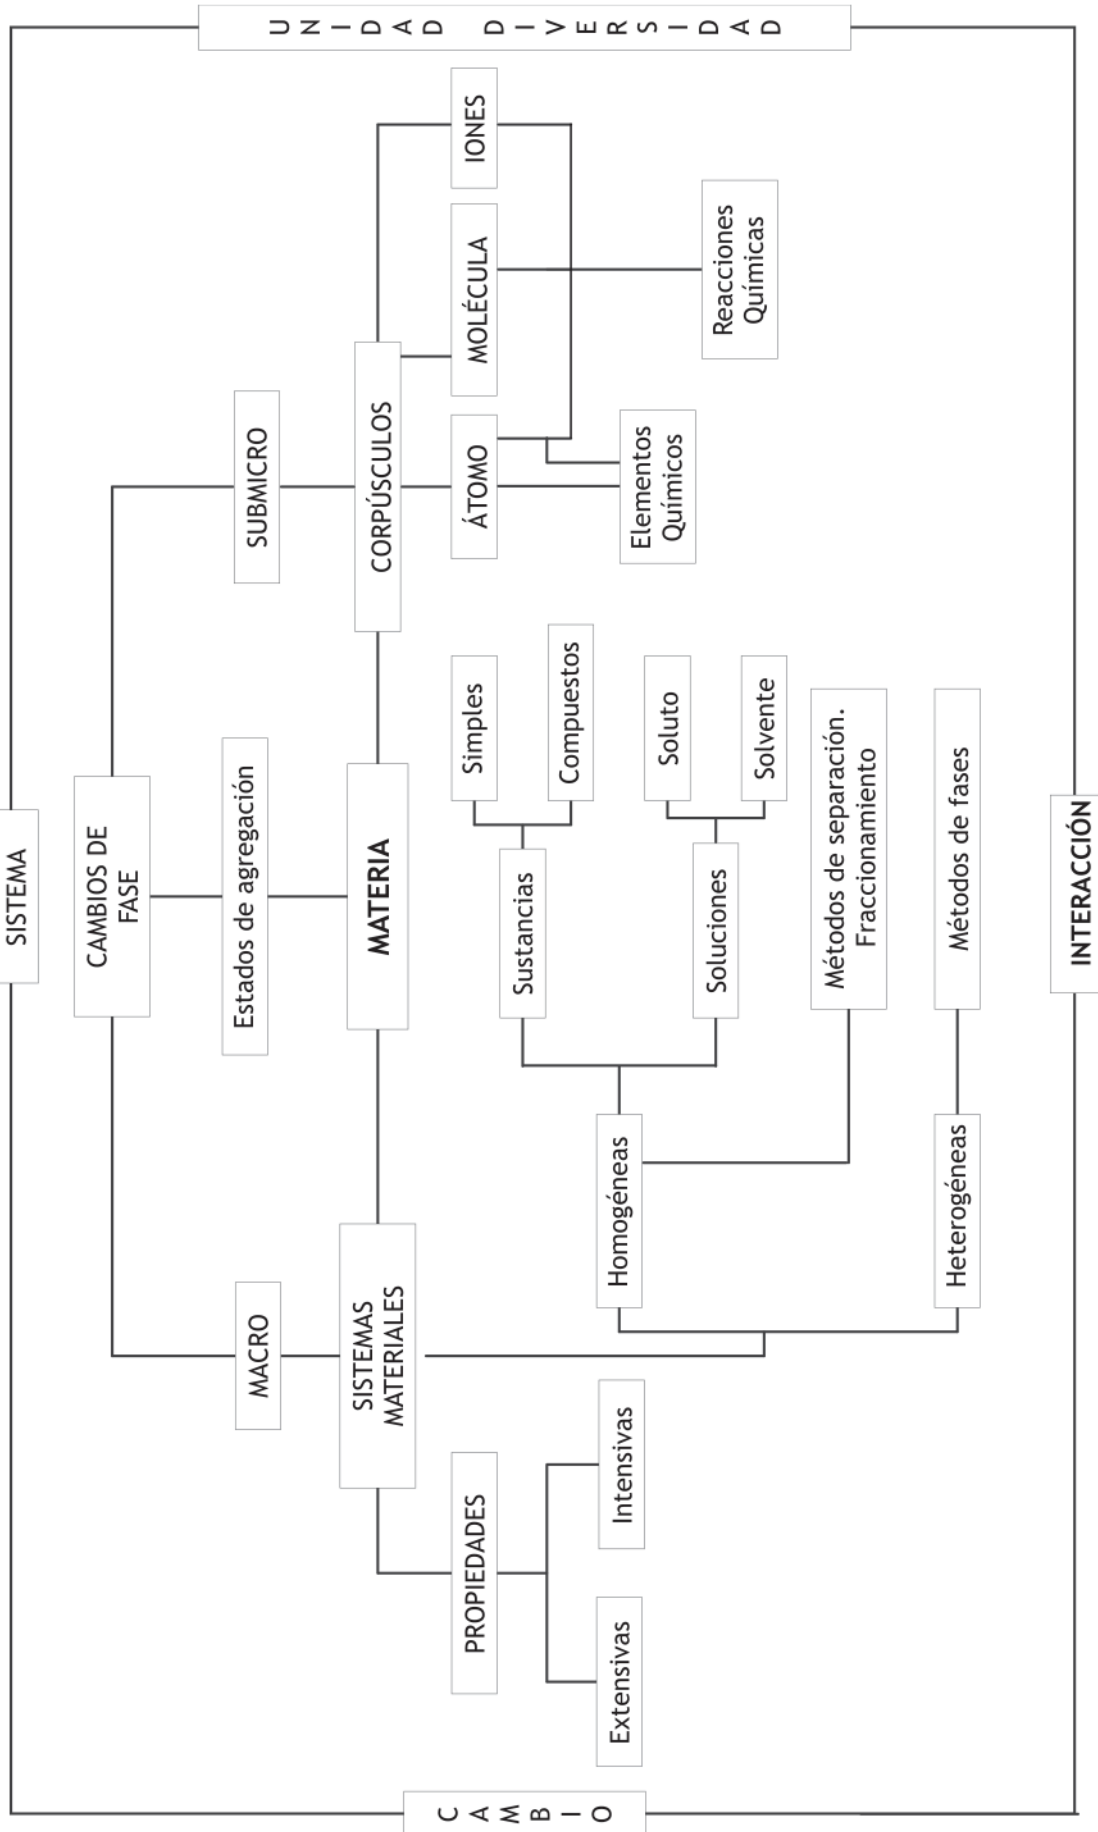 SISTEMA
CAMBIOS DE
FASE
MACRO
Estados de agregación
SUBMICRO
SISTEMAS
MATERIALES
MATERIA
CORPÚSCULOS
PROPIEDADES
Extensivas
Intensivas
Homogéneas
Heterogéneas
Sustancias
Simples
Compuestos
Soluciones
Soluto
Solvente
Métodos de separación.
Fraccionamiento
Métodos de fases
ÁTOMO
MOLÉCULA
IONES
Elementos
Químicos
Reacciones
Químicas
CAMBIO
UNIDAD DIVERSIDAD
INTERACCIÓN